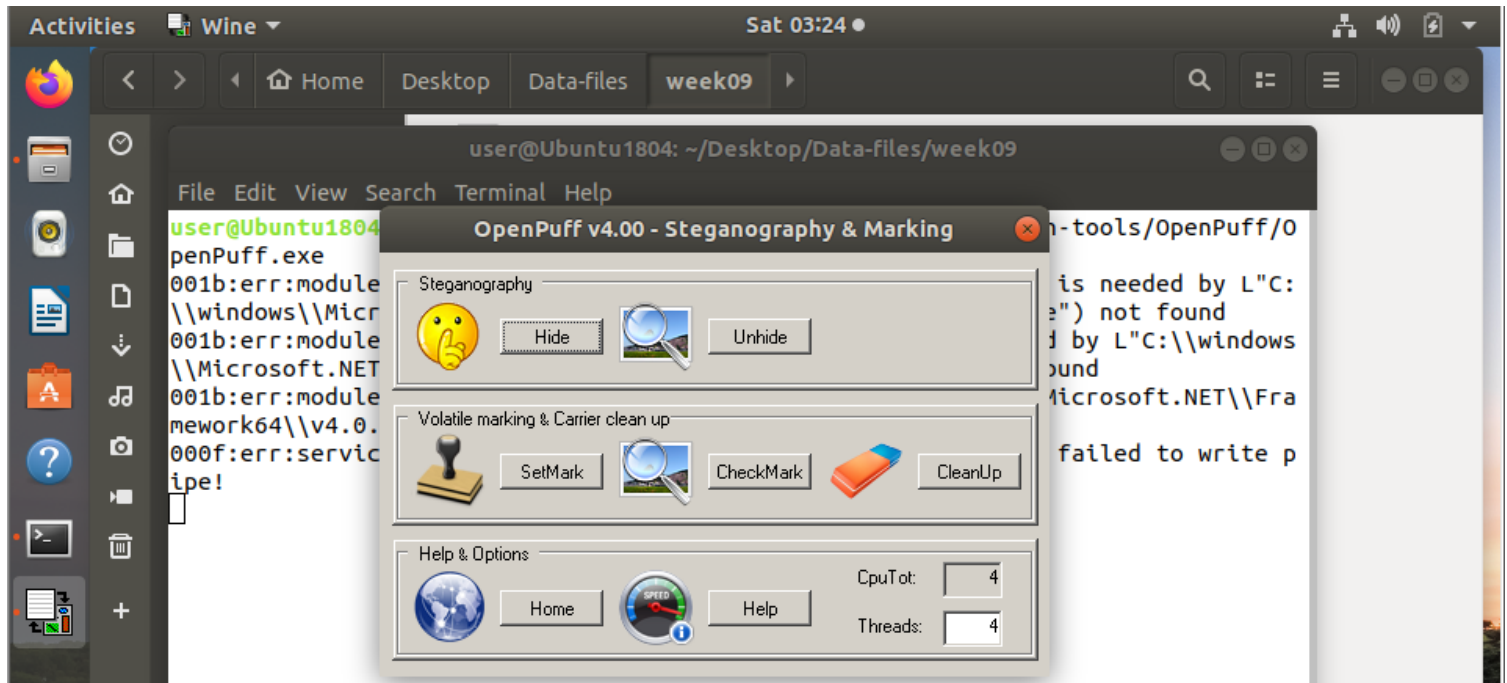 Activities Wine Sat 03:24
Home Desktop Data-files week09
user@Ubuntu1804: ~/Desktop/Data-files/week09
File Edit View Search Terminal Help
user@Ubuntu1804 n-tools/OpenPuff/O
penPuff.exe
001b:err:module is needed by L"C:
\\windows\\Micr e") not found
001b:err:module d by L"C:\\windows
\\Microsoft.NET ound
001b:err:module Microsoft.NET\\Fra
mework64\\v4.0.
000f:err:servic failed to write p
ipe!
OpenPuff v4.00 - Steganography & Marking
Steganography
Hide Unhide
Volatile marking & Carrier clean up
SetMark CheckMark CleanUp
Help & Options
Home SPEED Help
CpuTot: 4
Threads: 4